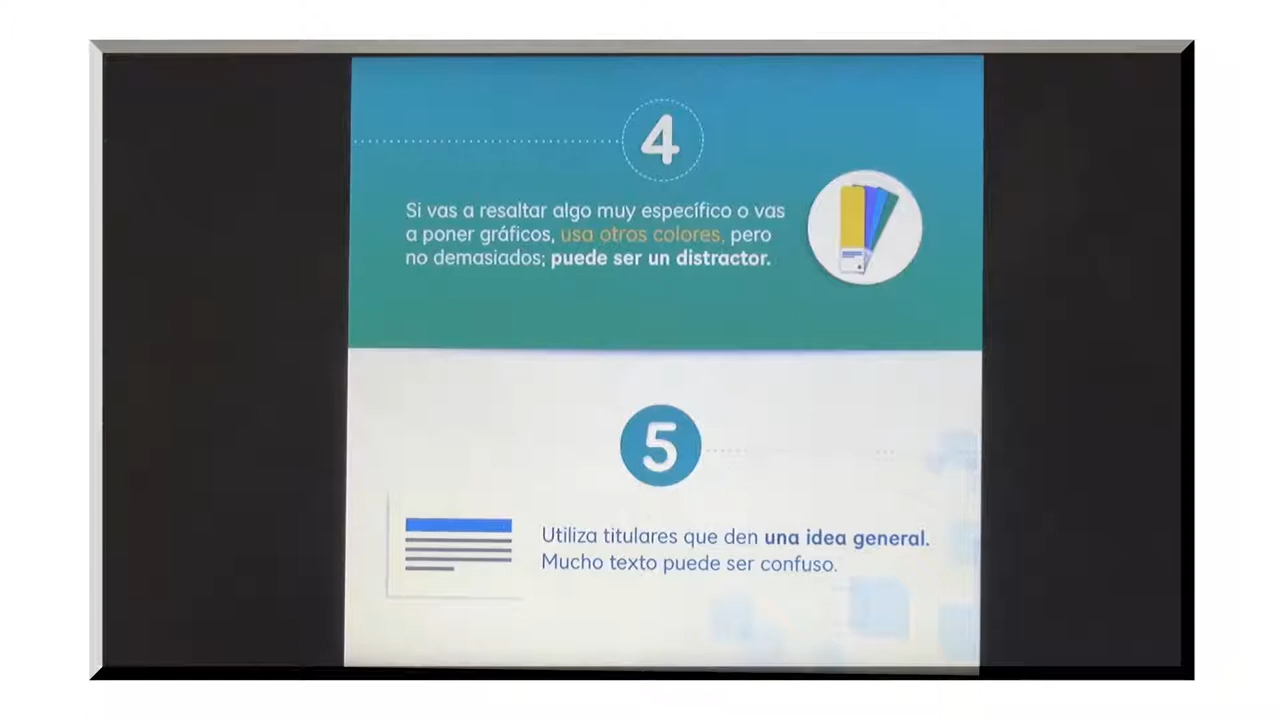 4
Si vas a resaltar algo muy específico o vas
a poner gráficos, usa otros colores, pero
no demasiados; puede ser un distractor.
5
Utiliza titulares que den una idea general.
Mucho texto puede ser confuso.